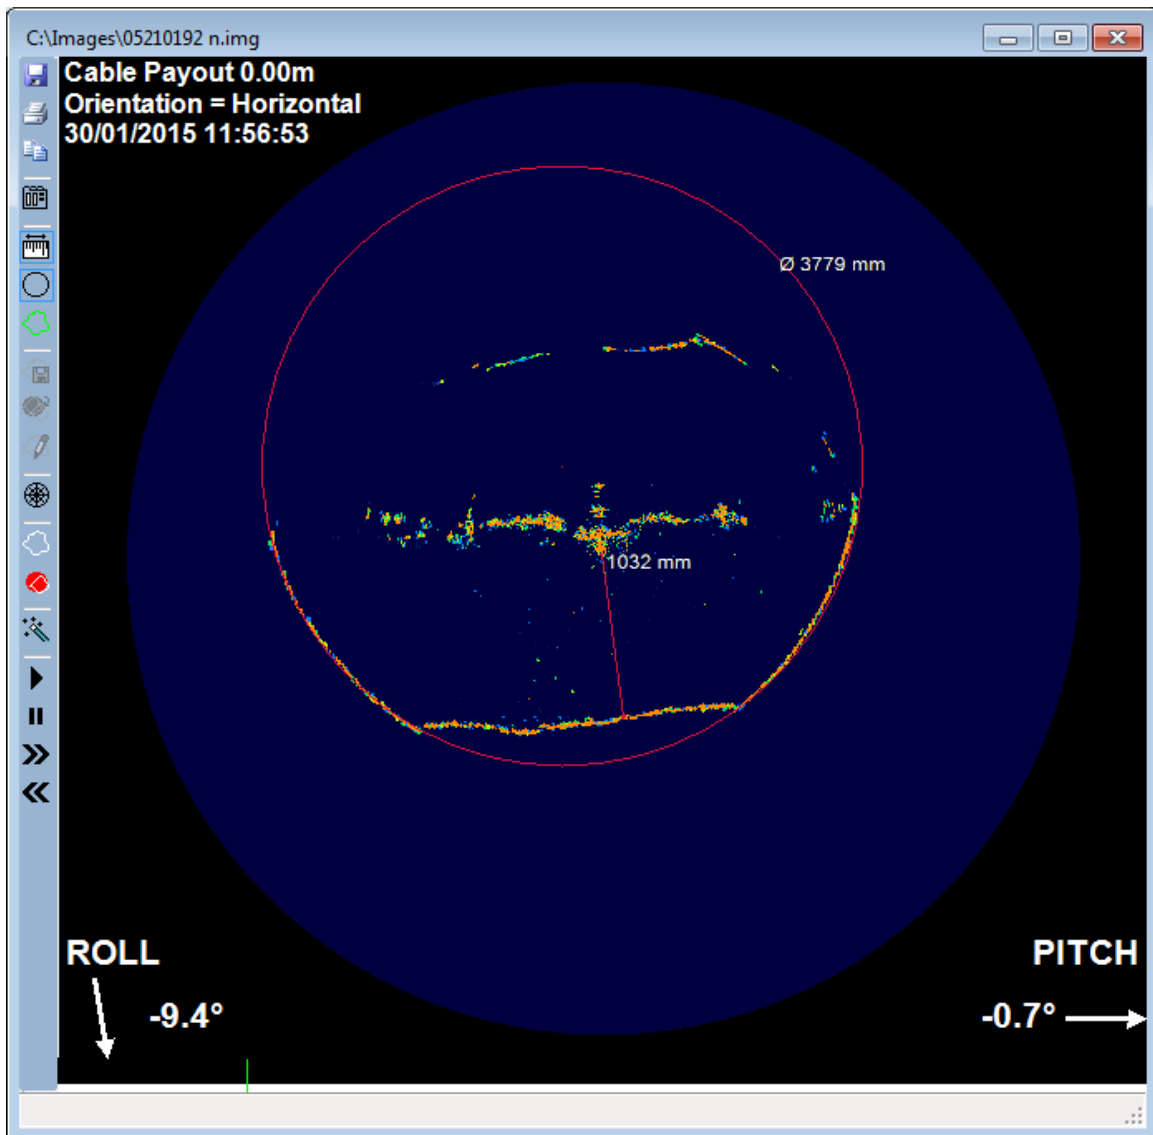 C:\Images\05210192 n.img
Cable Payout 0.00m
Orientation = Horizontal
30/01/2015 11:56:53
Ø 3779 mm
1032 mm
ROLL
PITCH
-9.4°
-0.7°